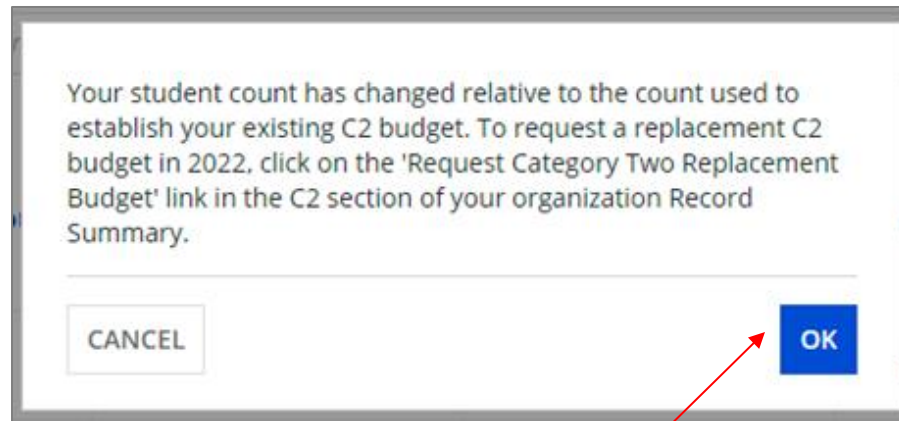 Your student count has changed relative to the count used to
establish your existing C2 budget. To request a replacement C2
budget in 2022, click on the 'Request Category Two Replacement
Budget' link in the C2 section of your organization Record
Summary.
CANCEL
OK